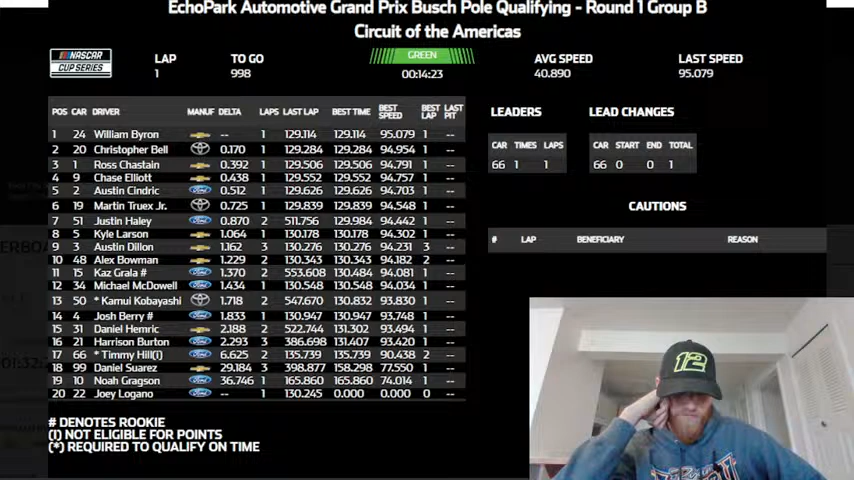 EchoPark Automotive Grand Prix Busch Pole Qualifying - Round 1 Group B
Circuit of the Americas
NASCAR
CUP SERIES
LAP TO GO GREEN AVG SPEED LAST SPEED
1 998 00:14:23 40.890 95.079
POS CAR DRIVER MANUF DELTA LAPS LAST LAP BEST TIME BEST SPEED BEST LAP LAST PIT
1 24 William Byron -- 1 129.114 129.114 95.079 1 --
2 20 Christopher Bell 0.170 1 129.284 129.284 94.954 1 --
3 1 Ross Chastain 0.392 1 129.506 129.506 94.791 1 --
4 9 Chase Elliott 0.438 1 129.552 129.552 94.757 1 --
5 2 Austin Cindric 0.512 1 129.626 129.626 94.703 1 --
6 19 Martin Truex Jr. 0.725 1 129.839 129.839 94.548 1 --
7 51 Justin Haley 0.870 2 511.756 129.984 94.442 1 --
8 5 Kyle Larson 1.064 1 130.178 130.178 94.302 1 --
9 3 Austin Dillon 1.162 3 130.276 130.276 94.231 3 --
10 48 Alex Bowman 1.229 2 130.343 130.343 94.182 2 --
11 15 Kaz Grala # 1.370 2 553.608 130.484 94.081 1 --
12 34 Michael McDowell 1.434 1 130.548 130.548 94.034 1 --
13 50 * Kamui Kobayashi 1.718 2 547.670 130.832 93.830 1 --
14 4 Josh Berry # 1.833 1 130.947 130.947 93.748 1 --
15 31 Daniel Hemric 2.188 2 522.744 131.302 93.494 1 --
16 21 Harrison Burton 2.293 3 386.698 131.407 93.420 1 --
17 66 * Timmy Hill(i) 6.625 2 135.739 135.739 90.438 2 --
18 99 Daniel Suarez 29.184 3 398.877 158.298 77.550 1 --
19 10 Noah Gragson 36.746 1 165.860 165.860 74.014 1 --
20 22 Joey Logano -- 1 130.245 0.000 0.000 0 --
# DENOTES ROOKIE
(i) NOT ELIGIBLE FOR POINTS
(*) REQUIRED TO QUALIFY ON TIME
LEADERS
CAR TIMES LAPS
66 1 1
LEAD CHANGES
CAR START END TOTAL
66 0 0 1
CAUTIONS
# LAP BENEFICIARY REASON
12